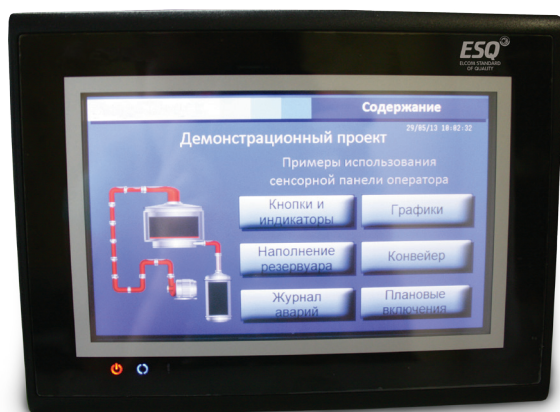 ESQ
ELCOM STANDARD
OF QUALITY
Содержание
29/05/13 18:02:32
Демонстрационный проект
Примеры использования
сенсорной панели оператора
Кнопки и
индикаторы
Графики
Наполнение
резервуара
Конвейер
Журнал
аварий
Плановые
включения